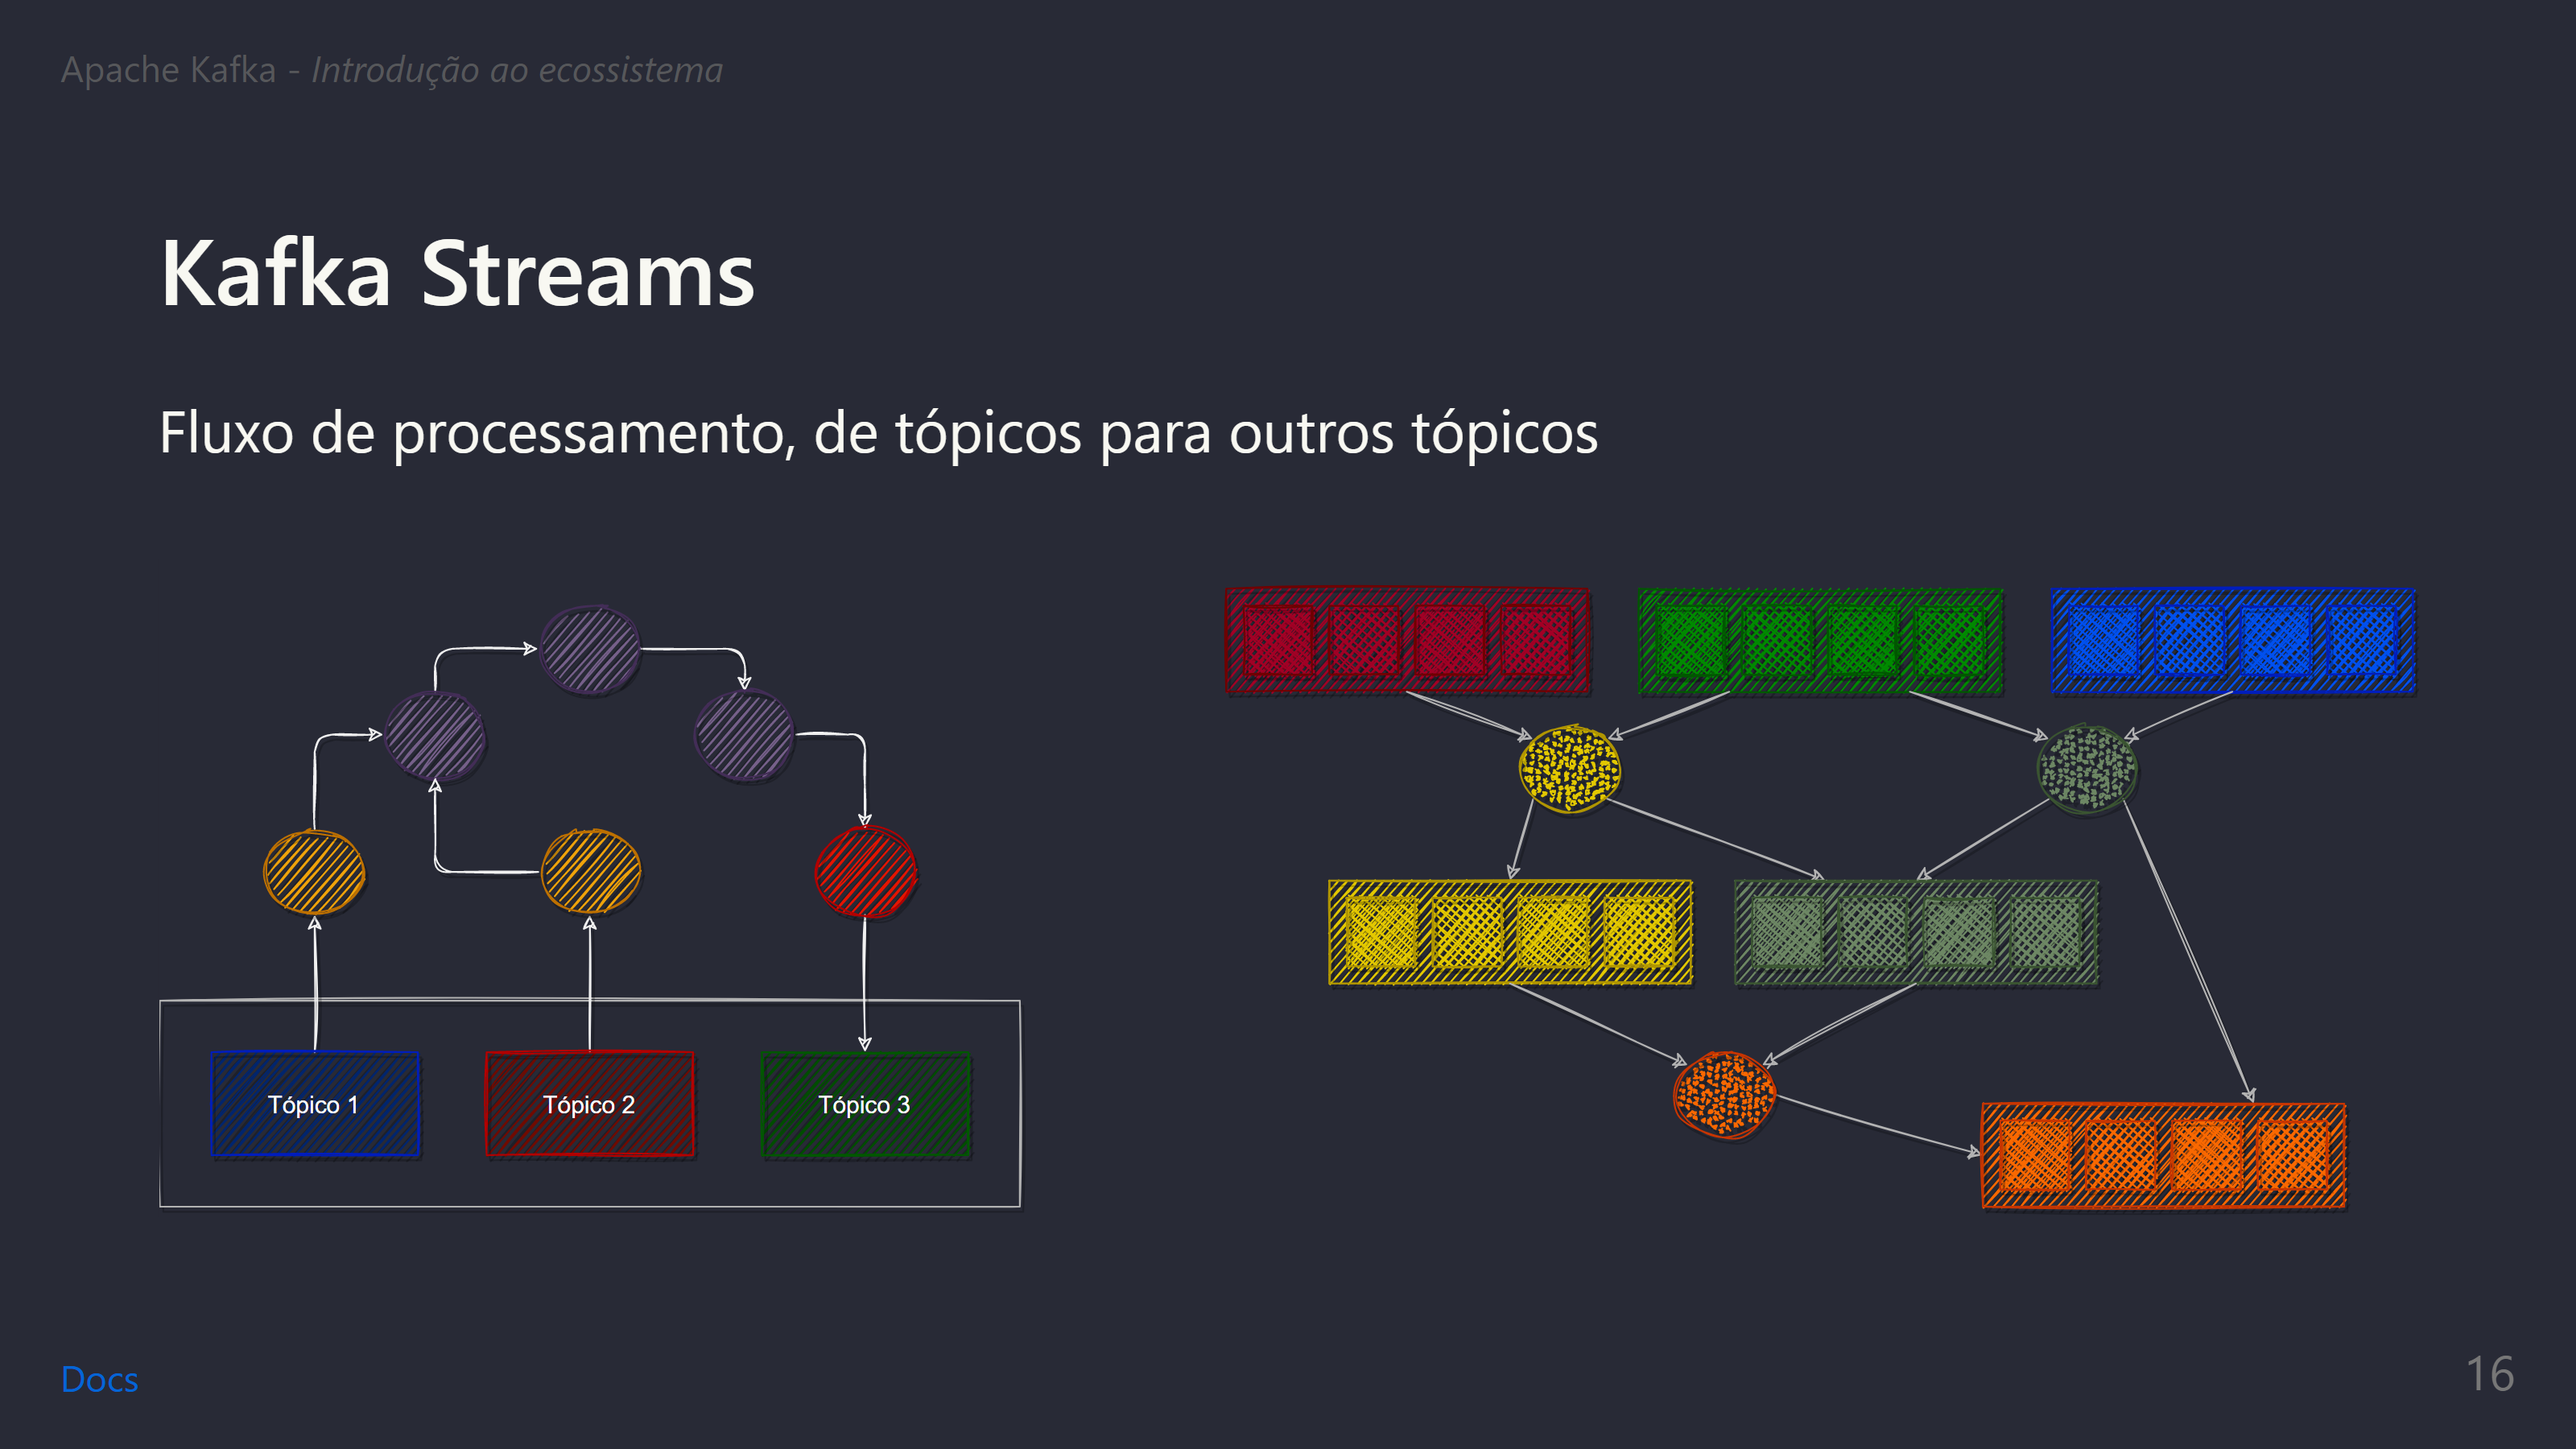 Apache Kafka - Introdução ao ecossistema
Kafka Streams
Fluxo de processamento, de tópicos para outros tópicos
Tópico 1
Tópico 2
Tópico 3
Docs
16